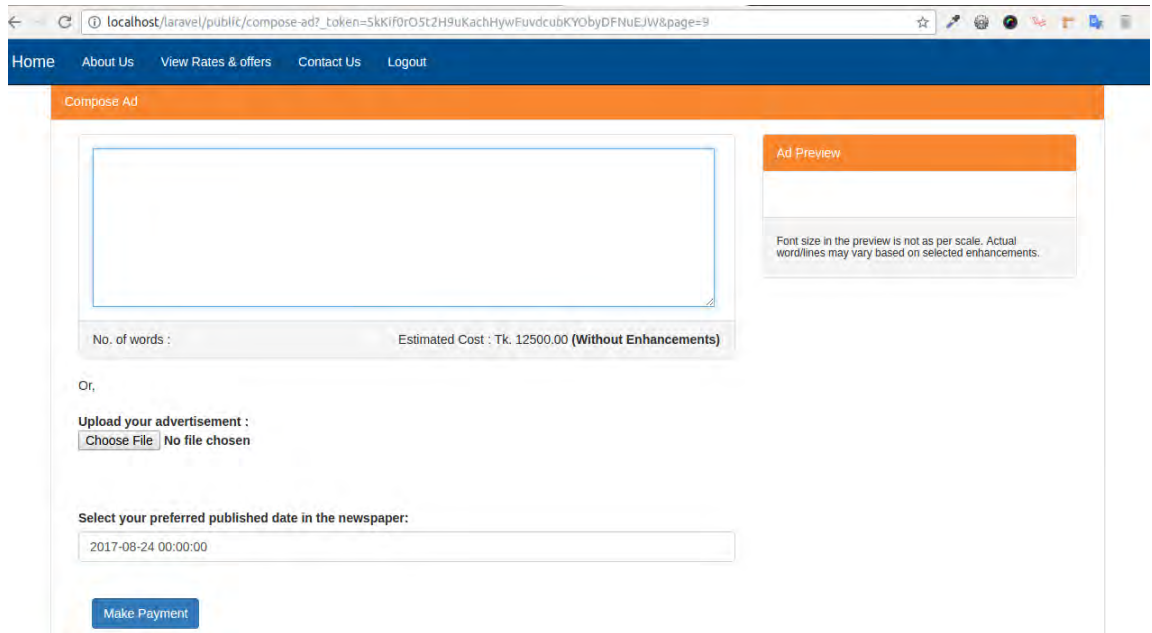 localhost/laravel/public/compose-ad?_token=5kKif0rO5t2H9uKachHywFuvdcubKYObyDFNuEJW&page=9
Home About Us View Rates & offers Contact Us Logout
Compose Ad
Ad Preview
Font size in the preview is not as per scale. Actual
word/lines may vary based on selected enhancements.
No. of words : Estimated Cost : Tk. 12500.00 (Without Enhancements)
Or,
Upload your advertisement :
Choose File No file chosen
Select your preferred published date in the newspaper:
2017-08-24 00:00:00
Make Payment